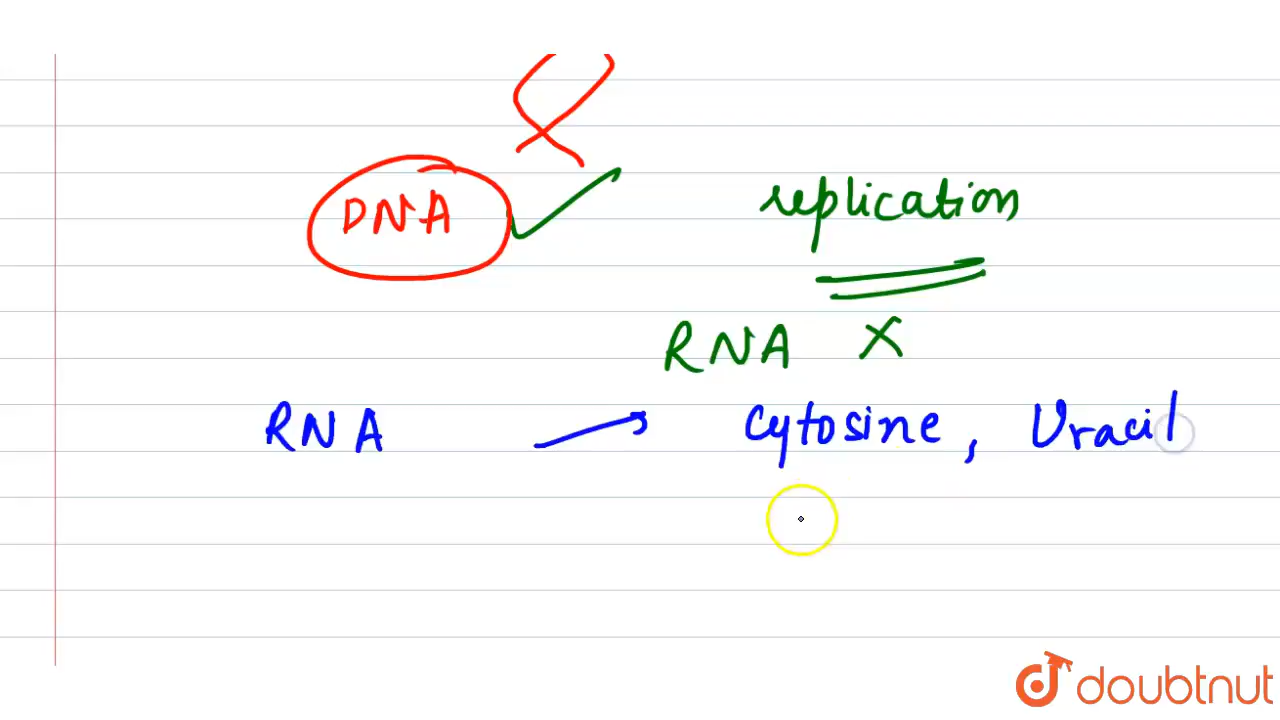 DNA replication
RNA X
RNA → Cytosine, Uracil
doubtnut